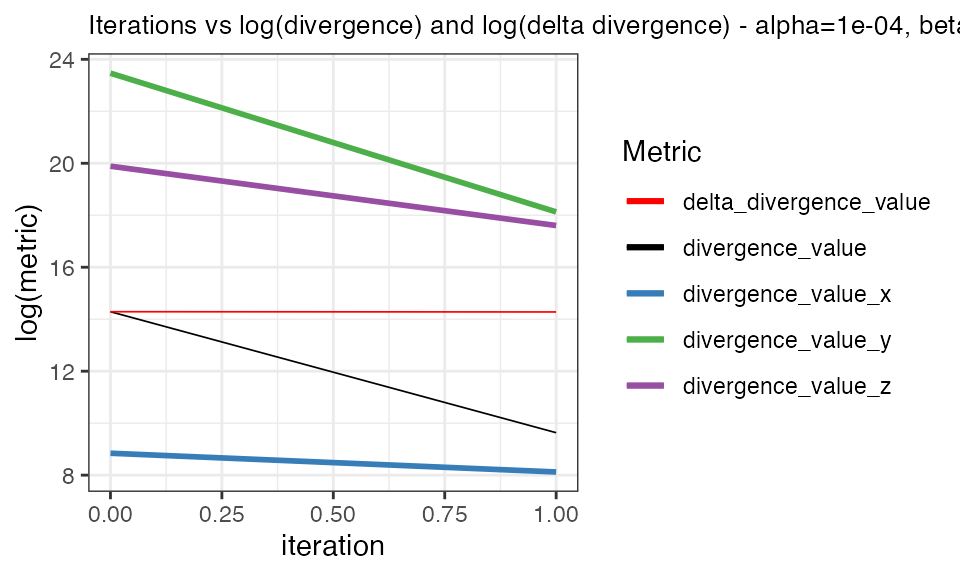 Iterations vs log(divergence) and log(delta divergence) - alpha=1e-04, beta
24
20
16
12
8
log(metric)
0.00 0.25 0.50 0.75 1.00
iteration
Metric
delta_divergence_value
divergence_value
divergence_value_x
divergence_value_y
divergence_value_z